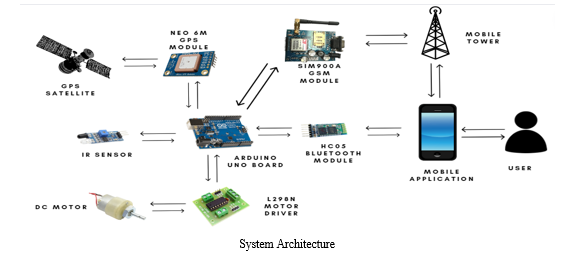 NEO 6M
GPS
MODULE
SIM900A
GSM
MODULE
MOBILE
TOWER
GPS
SATELLITE
IR SENSOR
ARDUINO
UNO BOARD
HC05
BLUETOOTH
MODULE
MOBILE
APPLICATION
USER
DC MOTOR
L298N
MOTOR
DRIVER
System Architecture